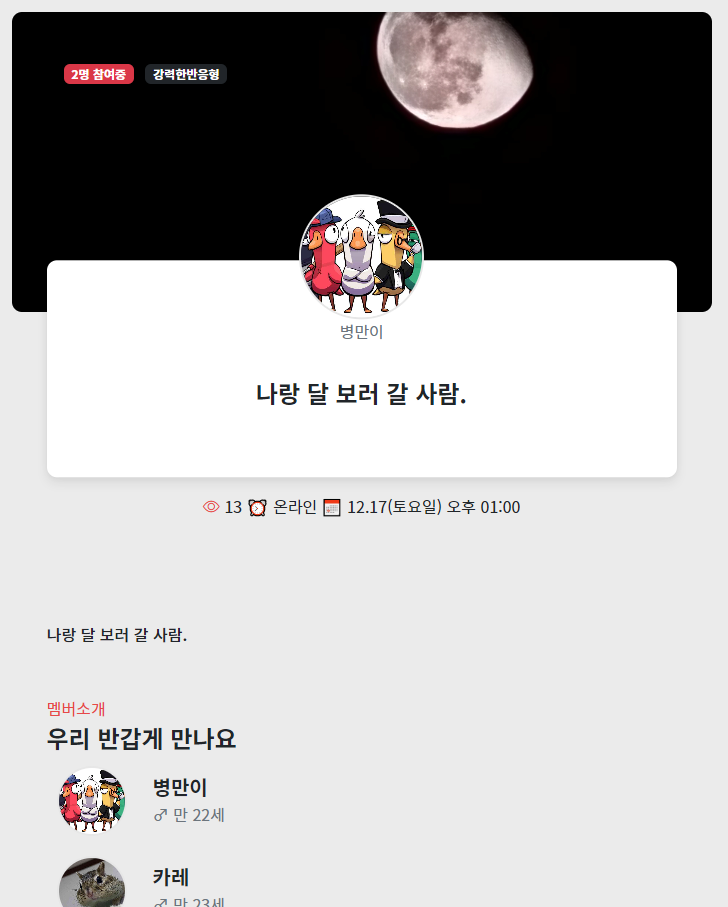 2명 참여중 강력한반응형
병만이
나랑 달 보러 갈 사람.
13 온라인 12.17(토요일) 오후 01:00
나랑 달 보러 갈 사람.
멤버소개
우리 반갑게 만나요
병만이
♂ 만 22세
카레
♂ 만 23세